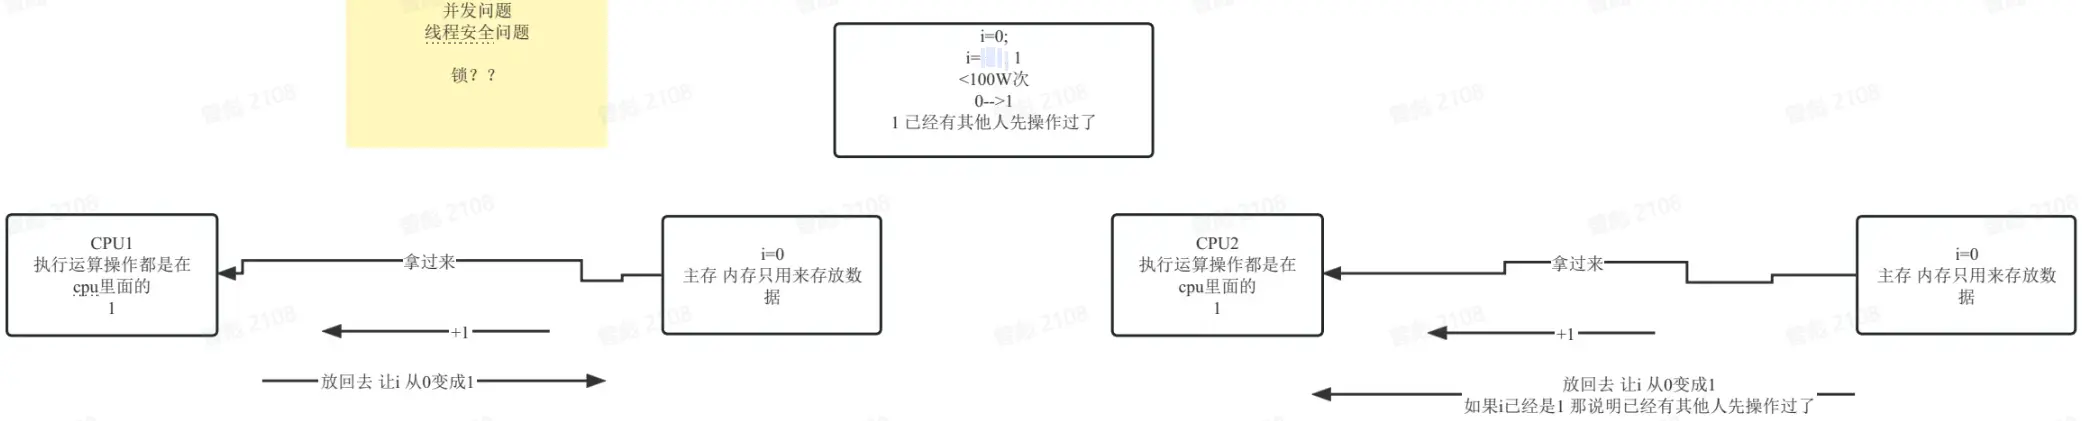 并发问题
线程安全问题
锁？？
i=0;
i= 1
<100W次
0-->1
1 已经有其他人先操作过了
CPU1
执行运算操作都是在
cpu里面的
1
拿过来
+1
放回去 让i 从0变成1
i=0
主存 内存只用来存放数
据
CPU2
执行运算操作都是在
cpu里面的
1
拿过来
+1
放回去 让i 从0变成1
如果i已经是1 那说明已经有其他人先操作过了
i=0
主存 内存只用来存放数
据